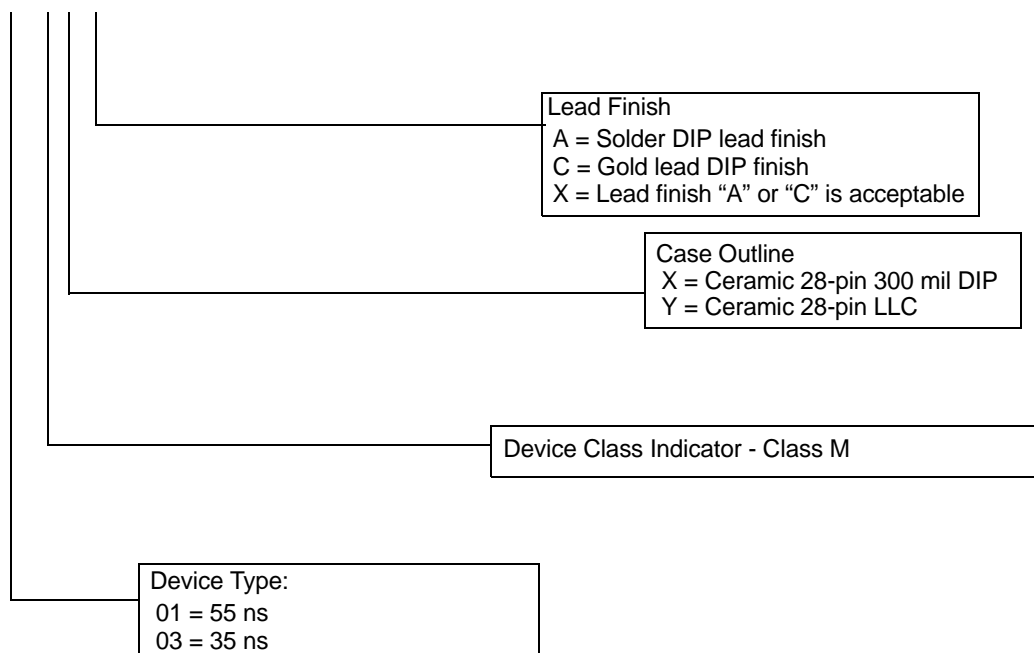 Lead Finish
A = Solder DIP lead finish
C = Gold lead DIP finish
X = Lead finish “A” or “C” is acceptable
Case Outline
X = Ceramic 28-pin 300 mil DIP
Y = Ceramic 28-pin LLC
Device Class Indicator - Class M
Device Type:
01 = 55 ns
03 = 35 ns